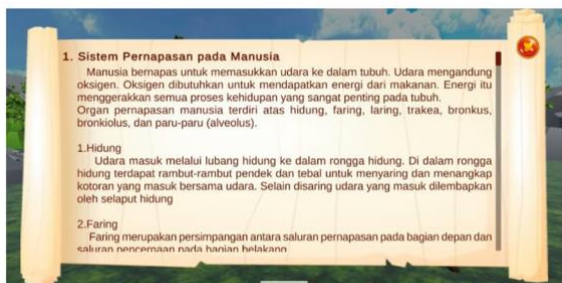 1. Sistem Pernapasan pada Manusia
Manusia bernapas untuk memasukkan udara ke dalam tubuh. Udara mengandung
oksigen. Oksigen dibutuhkan untuk mendapatkan energi dari makanan. Energi itu
menggerakkan semua proses kehidupan yang sangat penting pada tubuh.
Organ pernapasan manusia terdiri atas hidung, faring, laring, trakea, bronkus,
bronkiolus, dan paru-paru (alveolus).
1.Hidung
Udara masuk melalui lubang hidung ke dalam rongga hidung. Di dalam rongga
hidung terdapat rambut-rambut pendek dan tebal untuk menyaring dan menangkap
kotoran yang masuk bersama udara. Selain disaring udara yang masuk dilembapkan
oleh selaput hidung
2.Faring
Faring merupakan persimpangan antara saluran pernapasan pada bagian depan dan
saluran pencernaan pada bagian belakang